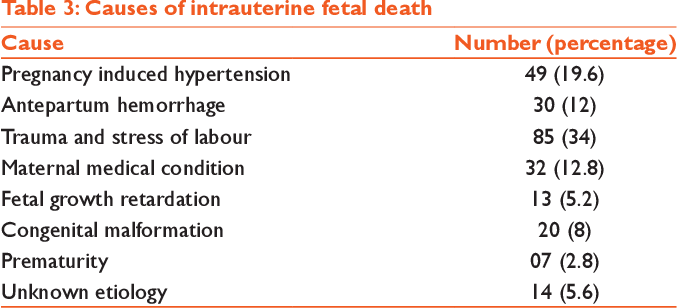 Table 3: Causes of intrauterine fetal death
Cause Number (percentage)
Pregnancy induced hypertension 49 (19.6)
Antepartum hemorrhage 30 (12)
Trauma and stress of labour 85 (34)
Maternal medical condition 32 (12.8)
Fetal growth retardation 13 (5.2)
Congenital malformation 20 (8)
Prematurity 07 (2.8)
Unknown etiology 14 (5.6)